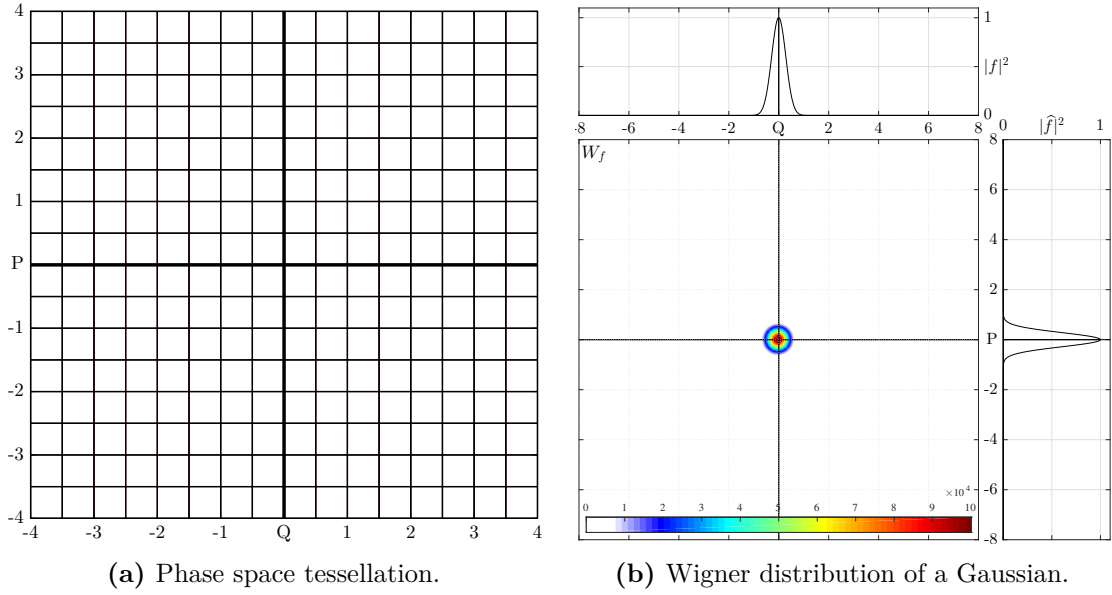 4
3
2
1
P
-1
-2
-3
-4
-4 -3 -2 -1 Q 1 2 3 4
(a) Phase space tessellation.
1
|f|²
0
-8 -6 -4 -2 Q 2 4 6 8
0 |f̂|² 1
W_f
8
6
4
2
P
-2
-4
-6
-8
×10⁴
0 1 2 3 4 5 6 7 8 9 10
(b) Wigner distribution of a Gaussian.